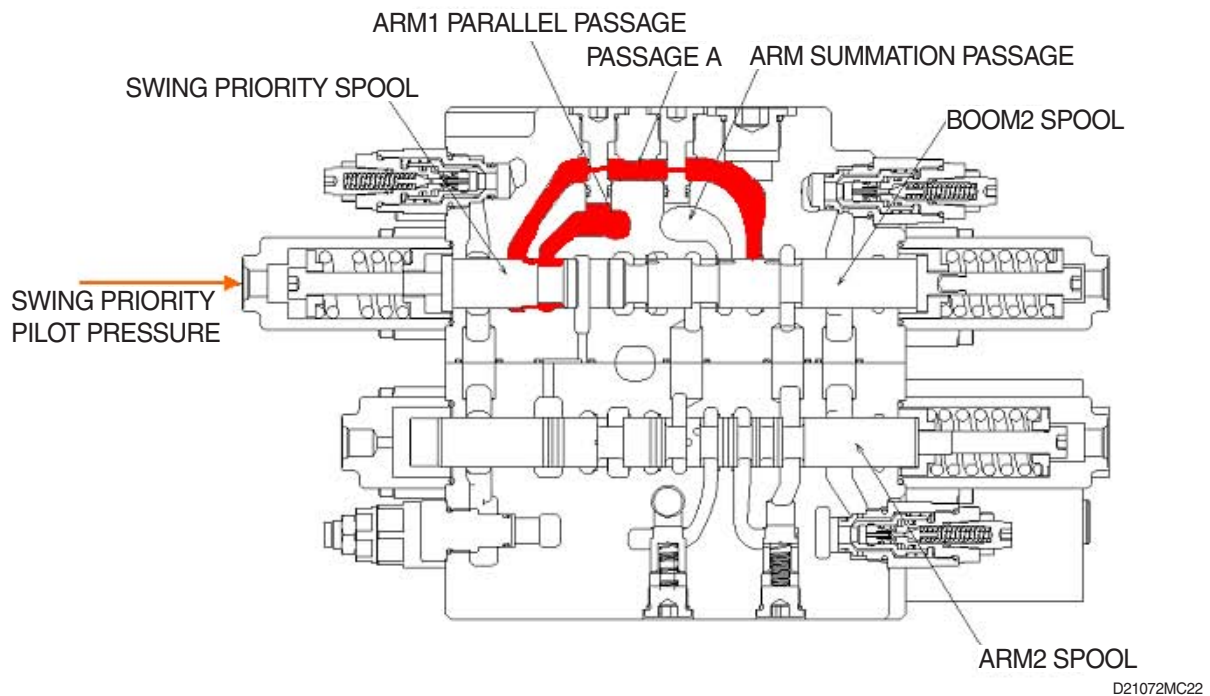 ARM1 PARALLEL PASSAGE
PASSAGE A
ARM SUMMATION PASSAGE
SWING PRIORITY SPOOL
BOOM2 SPOOL
SWING PRIORITY
PILOT PRESSURE
ARM2 SPOOL
D21072MC22